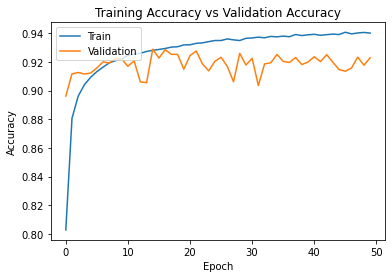 Training Accuracy vs Validation Accuracy
Train
Validation
0.94
0.92
0.90
0.88
0.86
0.84
0.82
0.80
Accuracy
0
10
20
30
40
50
Epoch